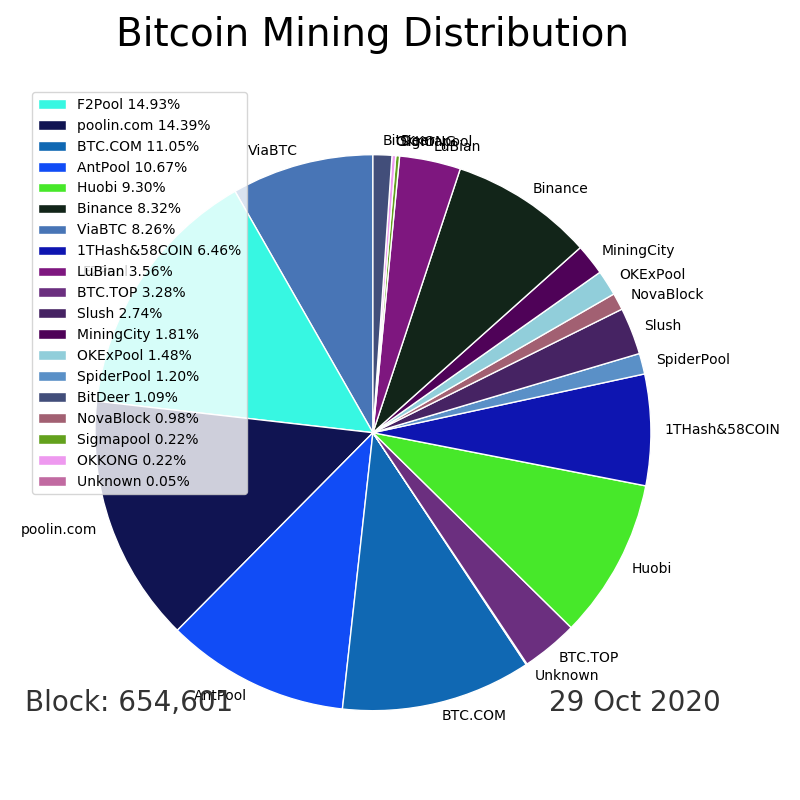 Bitcoin Mining Distribution
F2Pool 14.93%
poolin.com 14.39%
BTC.COM 11.05%
AntPool 10.67%
Huobi 9.30%
Binance 8.32%
ViaBTC 8.26%
1THash&58COIN 6.46%
LuBian 3.56%
BTC.TOP 3.28%
Slush 2.74%
MiningCity 1.81%
OKExPool 1.48%
SpiderPool 1.20%
BitDeer 1.09%
NovaBlock 0.98%
Sigmapool 0.22%
OKKONG 0.22%
Unknown 0.05%
ViaBTC
BitDeer
OKKONG
Sigmapool
LuBian
Binance
MiningCity
OKExPool
NovaBlock
Slush
SpiderPool
1THash&58COIN
Huobi
BTC.TOP
Unknown
BTC.COM
AntPool
poolin.com
Block: 654,601
29 Oct 2020